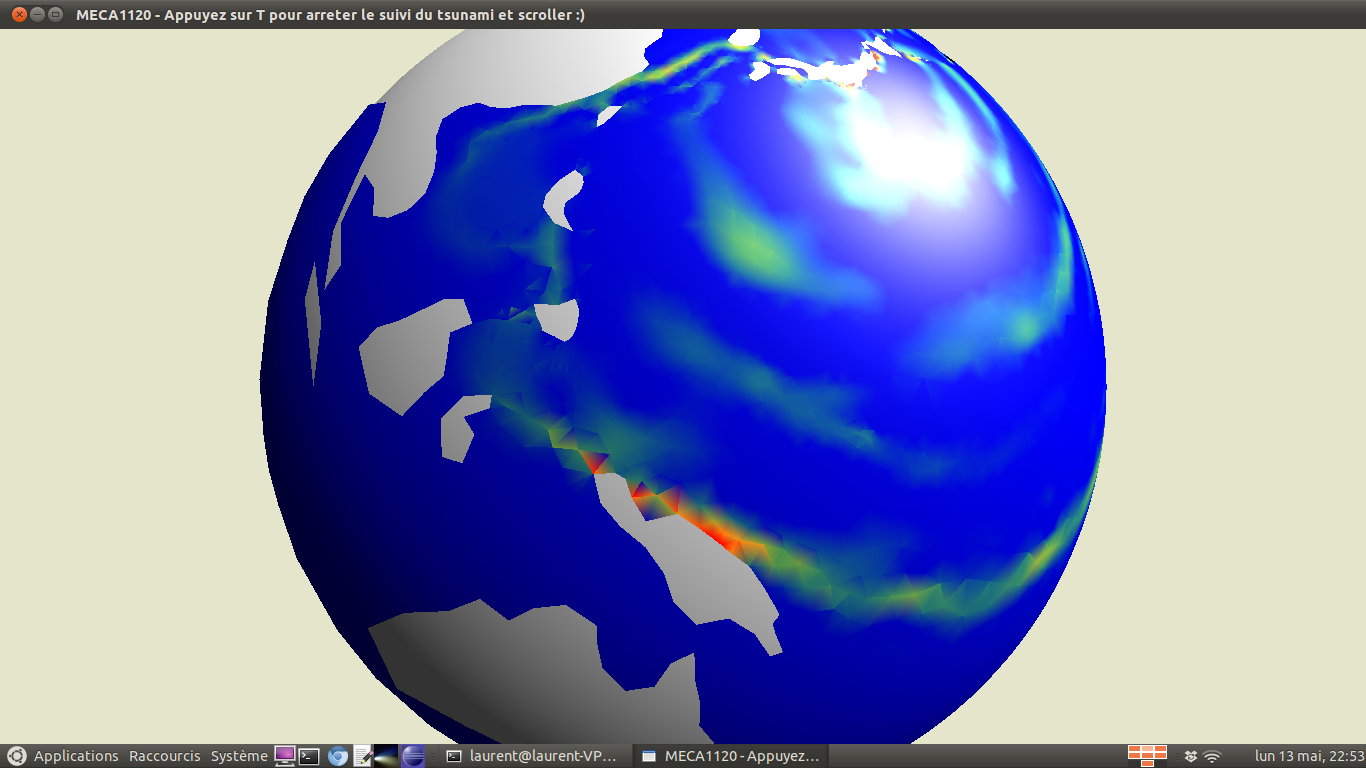 MECA1120 - Appuyez sur T pour arreter le suivi du tsunami et scroller :)
Applications Raccourcis Système laurent@laurent-VP... MECA1120 - Appuyez... lun 13 mai, 22:53